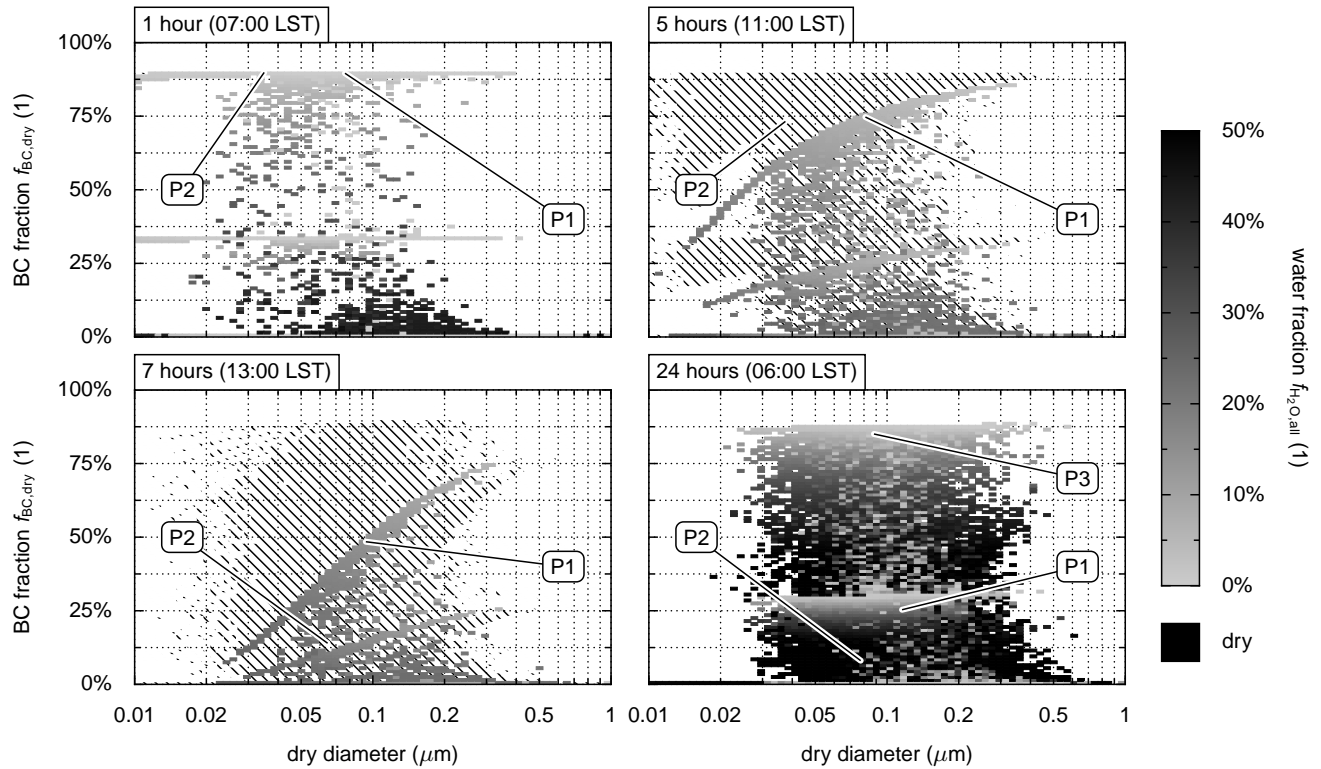 1 hour (07:00 LST)
5 hours (11:00 LST)
100%
75%
50%
25%
0%
BC fraction f_BC,dry (1)
P2
P1
P2
P1
50%
40%
30%
20%
10%
0%
dry
water fraction f_H₂O,all (1)
7 hours (13:00 LST)
24 hours (06:00 LST)
100%
75%
50%
25%
0%
BC fraction f_BC,dry (1)
P2
P1
P3
P2
P1
0.01 0.02 0.05 0.1 0.2 0.5 1
0.01 0.02 0.05 0.1 0.2 0.5 1
dry diameter (μm)
dry diameter (μm)